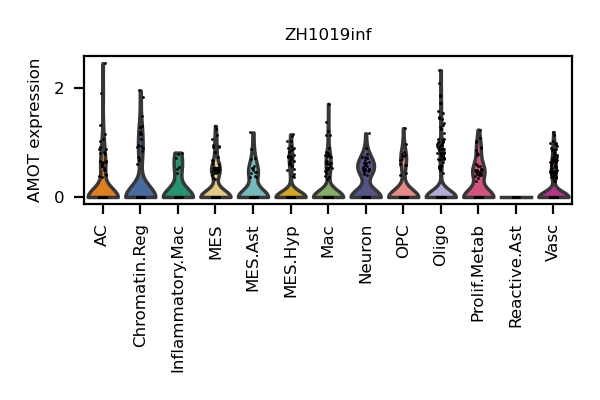 ZH1019inf
AMOT expression
2
0
AC
Chromatin.Reg
Inflammatory.Mac
MES
MES.Ast
MES.Hyp
Mac
Neuron
OPC
Oligo
Prolif.Metab
Reactive.Ast
Vasc